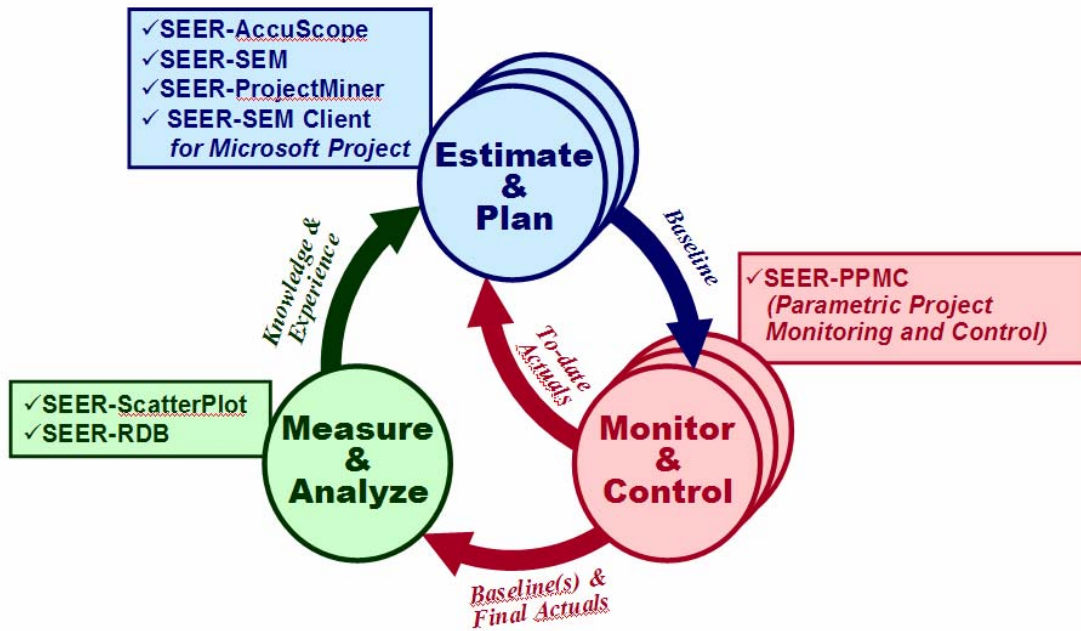 ✓SEER-AccuScope
✓SEER-SEM
✓SEER-ProjectMiner
✓ SEER-SEM Client
for Microsoft Project
Estimate
&
Plan
Baseline
Knowledge &
Experience
✓SEER-PPMC
(Parametric Project
Monitoring and Control)
To-date
Actuals
✓SEER-ScatterPlot
✓SEER-RDB
Measure
&
Analyze
Monitor
&
Control
Baseline(s) &
Final Actuals